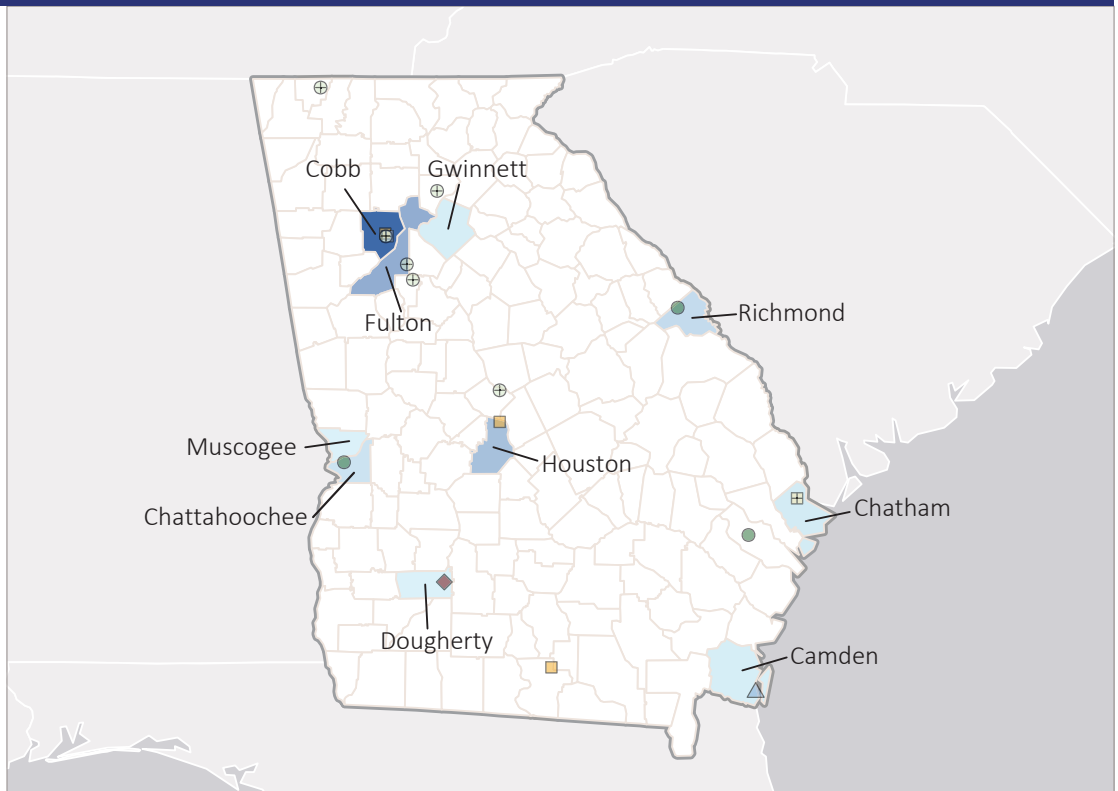 Cobb
Gwinnett
Fulton
Richmond
Muscogee
Houston
Chattahoochee
Chatham
Dougherty
Camden